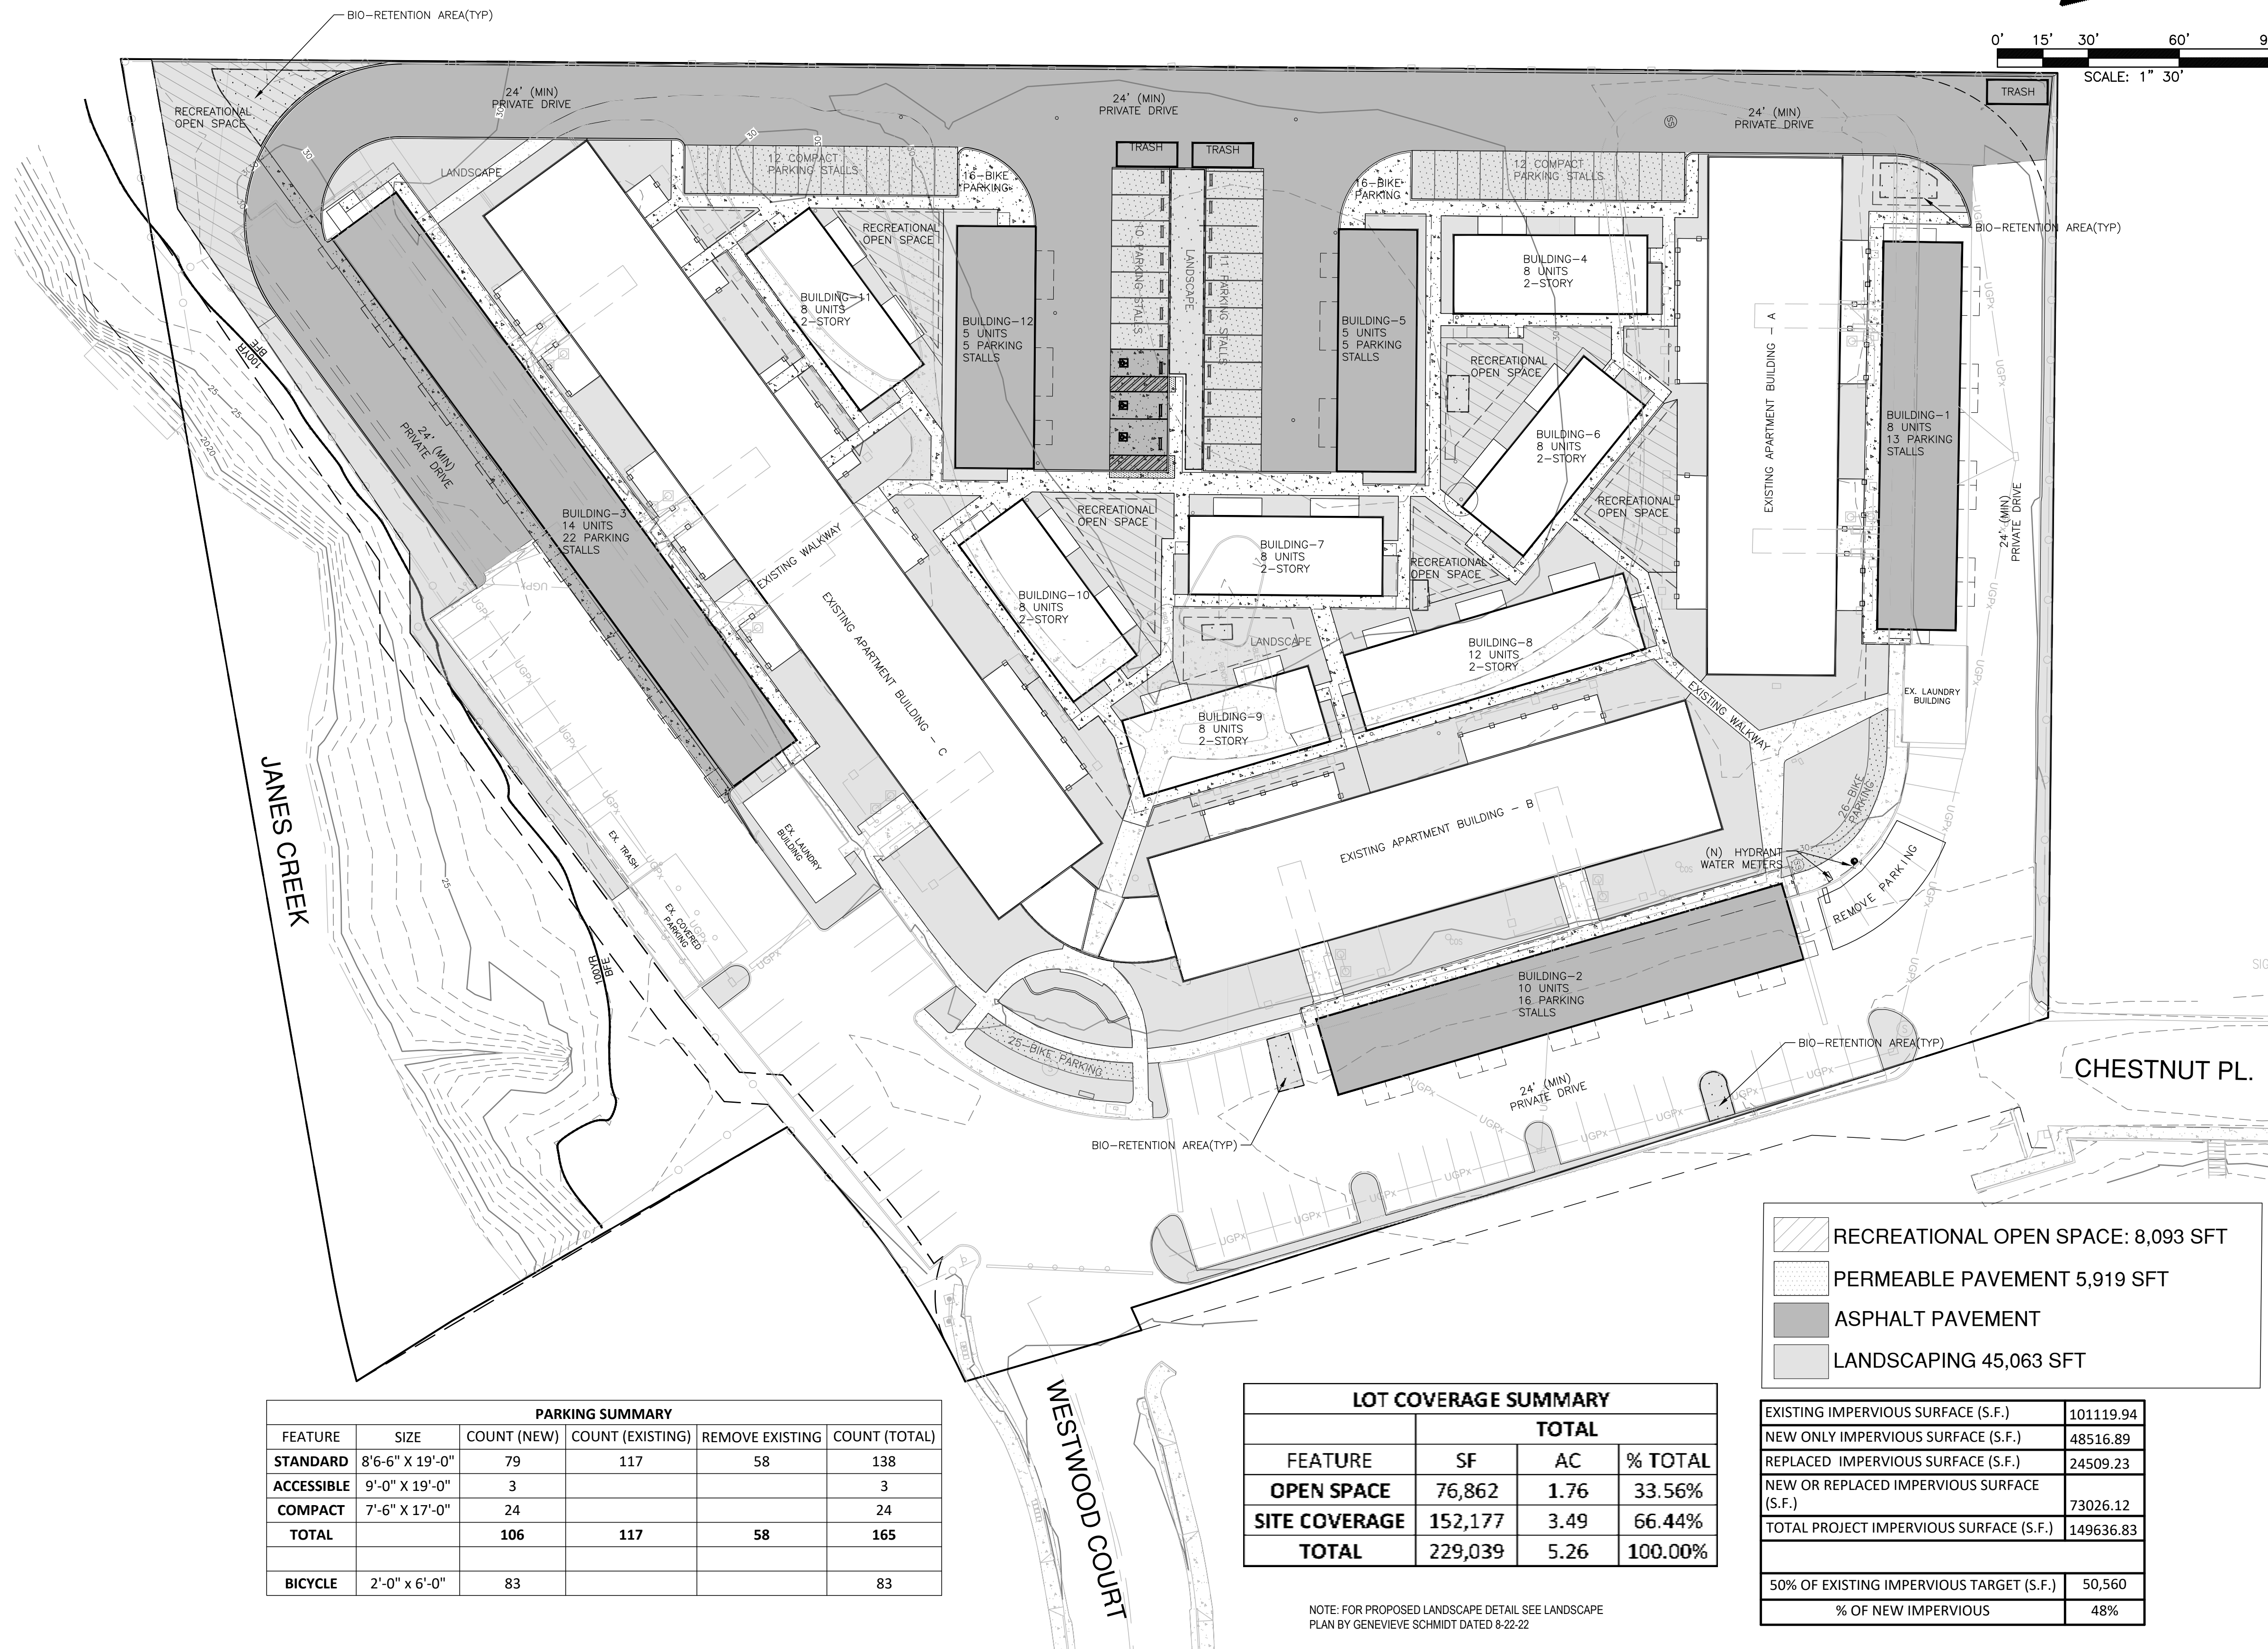 BIO-RETENTION AREA(TYP)
0' 15' 30' 60' 9
SCALE: 1" 30'
TRASH
RECREATIONAL
OPEN SPACE
24' (MIN)
PRIVATE DRIVE
24' (MIN)
PRIVATE DRIVE
24' (MIN)
PRIVATE DRIVE
30
30
30
30
LANDSCAPE
12 COMPACT
PARKING STALLS
16-BIKE
PARKING
TRASH
TRASH
16-BIKE
PARKING
12 COMPACT
PARKING STALLS
BIO-RETENTION AREA(TYP)
RECREATIONAL
OPEN SPACE
10 PARKING STALLS
LANDSCAPE
11 PARKING STALLS
BUILDING-4
8 UNITS
2-STORY
BUILDING-11
8 UNITS
2-STORY
BUILDING-12
5 UNITS
5 PARKING
STALLS
BUILDING-5
5 UNITS
5 PARKING
STALLS
EXISTING APARTMENT BUILDING - A
RECREATIONAL
OPEN SPACE
BUILDING-1
8 UNITS
13 PARKING
STALLS
BUILDING-6
8 UNITS
2-STORY
100YR
BFE
24' (MIN)
PRIVATE DRIVE
25
25
2020
BUILDING-3
14 UNITS
22 PARKING
STALLS
EXISTING WALKWAY
RECREATIONAL
OPEN SPACE
RECREATIONAL
OPEN SPACE
24' (MIN)
PRIVATE DRIVE
BUILDING-7
8 UNITS
2-STORY
RECREATIONAL
OPEN SPACE
BUILDING-10
8 UNITS
2-STORY
EXISTING APARTMENT BUILDING - C
LANDSCAPE
BUILDING-8
12 UNITS
2-STORY
EXISTING WALKWAY
EX. LAUNDRY
BUILDING
BUILDING-9
8 UNITS
2-STORY
UGPx
UGPx
UGPx
UGPx
JANES CREEK
EX. TRASH
EX. LAUNDRY
BUILDING
EXISTING APARTMENT BUILDING - B
26-BIKE
PARKING
(N) HYDRANT
WATER METERS
REMOVE PARKING
25
EX. COVERED
PARKING
100YR
BFE
BUILDING-2
10 UNITS
16 PARKING
STALLS
25-BIKE PARKING
BIO-RETENTION AREA(TYP)
CHESTNUT PL.
24' (MIN)
PRIVATE DRIVE
BIO-RETENTION AREA(TYP)
UGPx
UGPx
UGPx
UGPx
RECREATIONAL OPEN SPACE: 8,093 SFT
PERMEABLE PAVEMENT 5,919 SFT
ASPHALT PAVEMENT
LANDSCAPING 45,063 SFT
WESTWOOD COURT
PARKING SUMMARY
FEATURE SIZE COUNT (NEW) COUNT (EXISTING) REMOVE EXISTING COUNT (TOTAL)
STANDARD 8'6-6" X 19'-0" 79 117 58 138
ACCESSIBLE 9'-0" X 19'-0" 3 3
COMPACT 7'-6" X 17'-0" 24 24
TOTAL 106 117 58 165
BICYCLE 2'-0" x 6'-0" 83 83
LOT COVERAGE SUMMARY
TOTAL
FEATURE SF AC % TOTAL
OPEN SPACE 76,862 1.76 33.56%
SITE COVERAGE 152,177 3.49 66.44%
TOTAL 229,039 5.26 100.00%
NOTE: FOR PROPOSED LANDSCAPE DETAIL SEE LANDSCAPE
PLAN BY GENEVIEVE SCHMIDT DATED 8-22-22
EXISTING IMPERVIOUS SURFACE (S.F.) 101119.94
NEW ONLY IMPERVIOUS SURFACE (S.F.) 48516.89
REPLACED IMPERVIOUS SURFACE (S.F.) 24509.23
NEW OR REPLACED IMPERVIOUS SURFACE
(S.F.) 73026.12
TOTAL PROJECT IMPERVIOUS SURFACE (S.F.) 149636.83
50% OF EXISTING IMPERVIOUS TARGET (S.F.) 50,560
% OF NEW IMPERVIOUS 48%